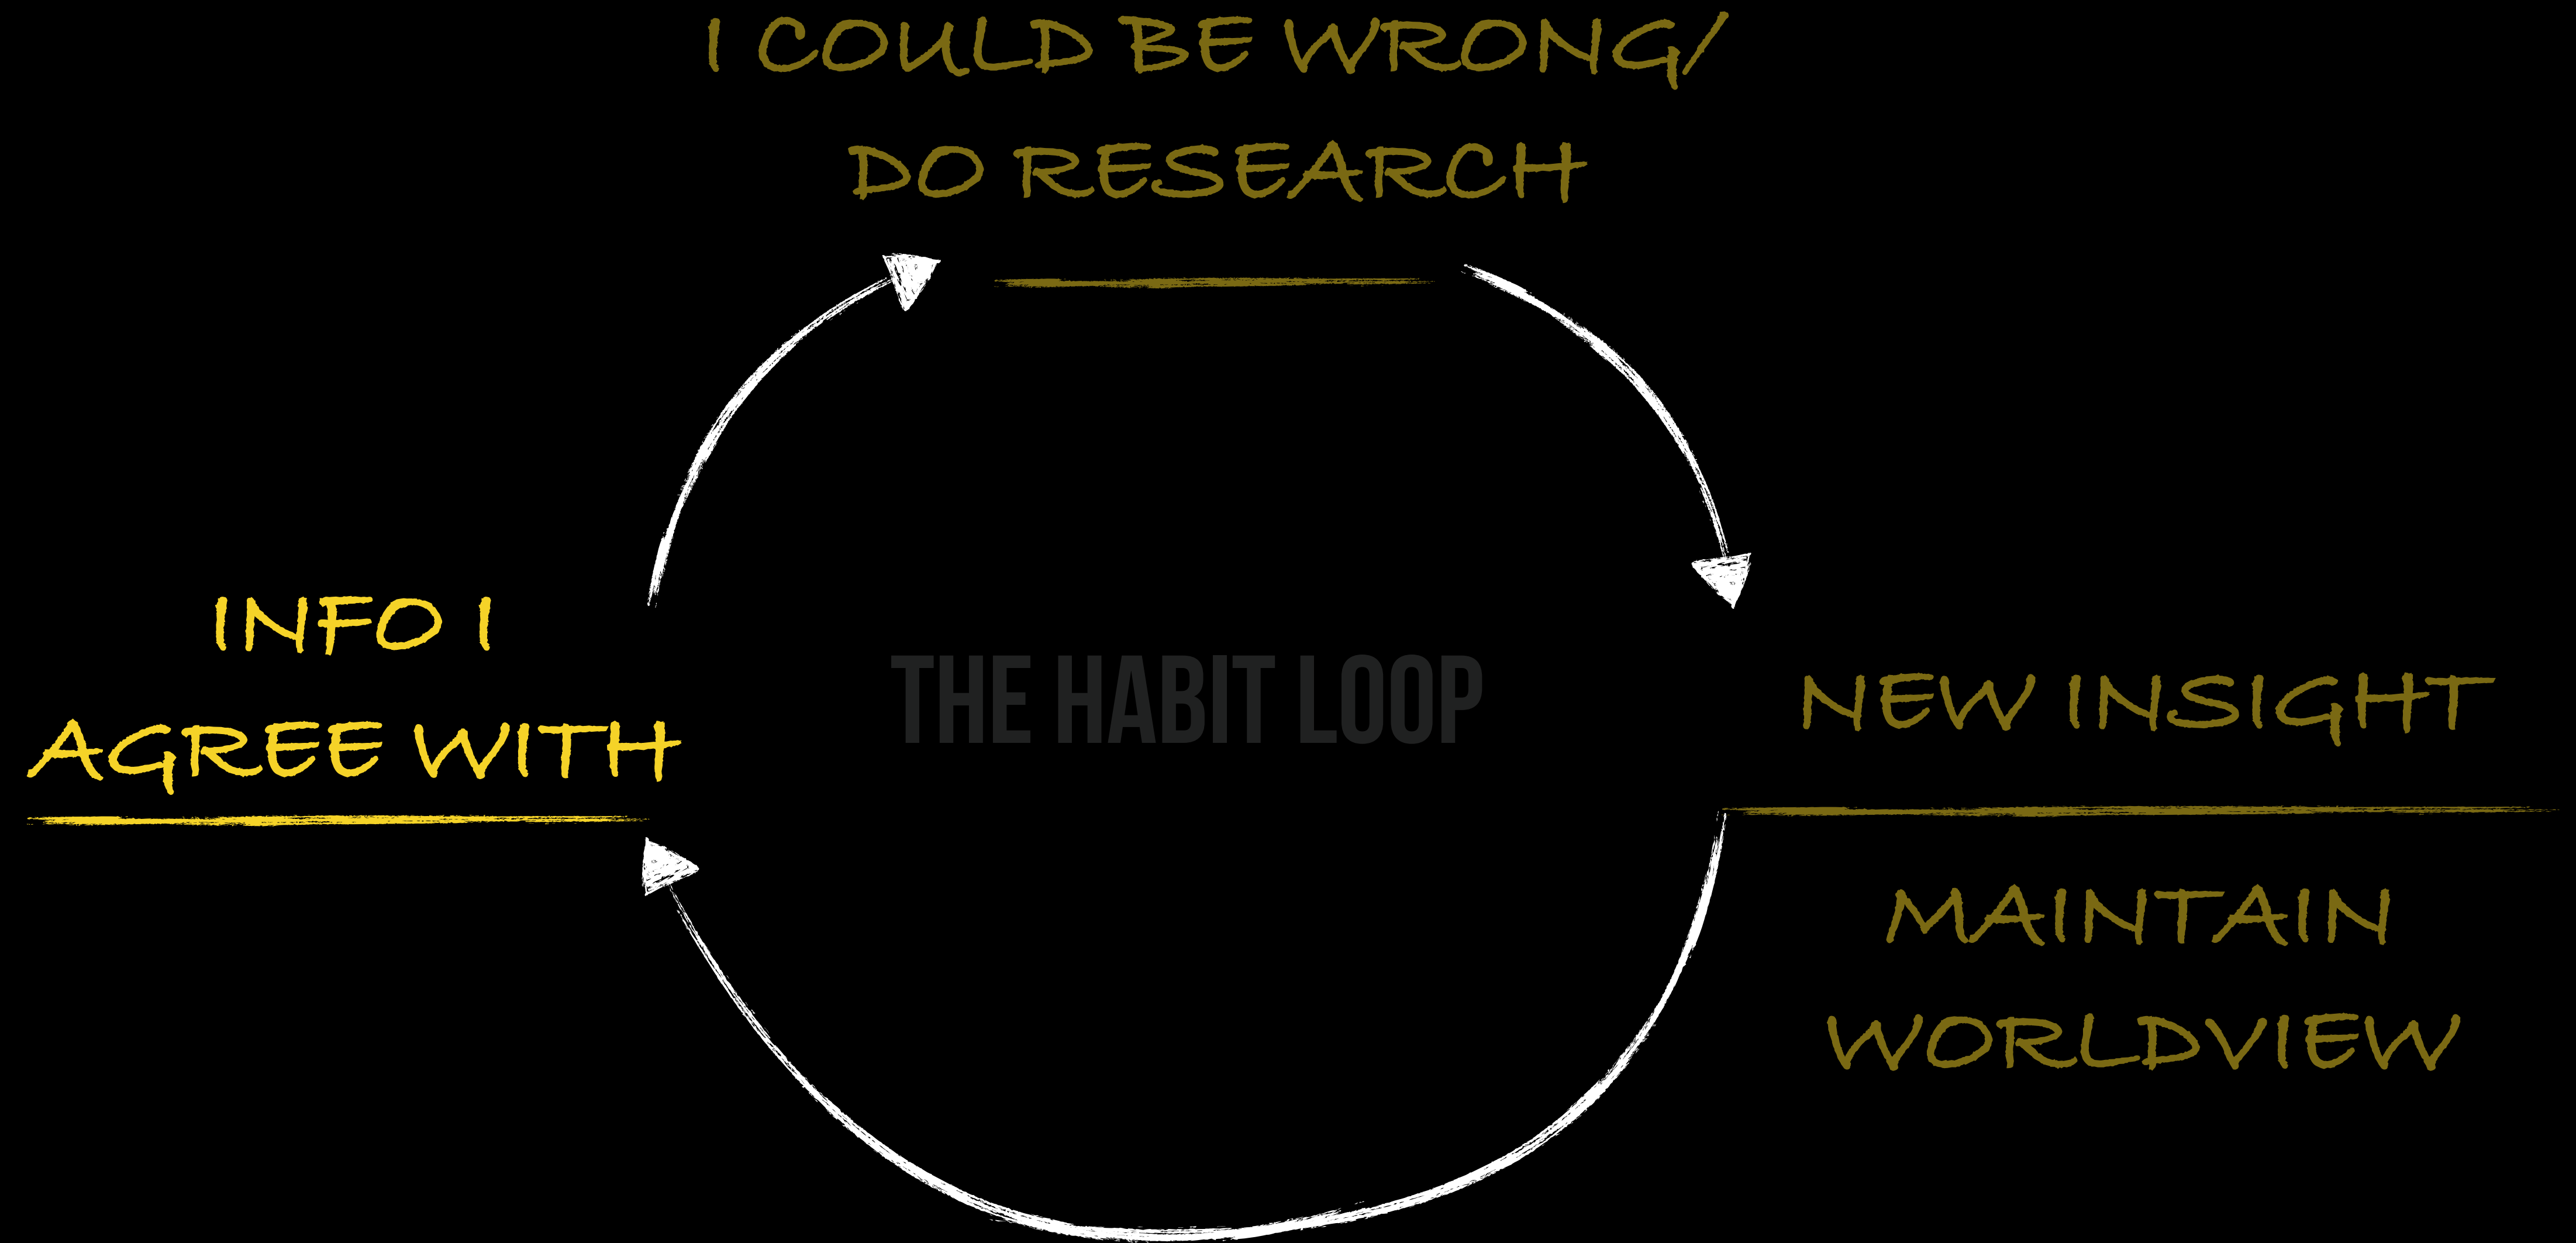 I COULD BE WRONG/
DO RESEARCH
INFO I
AGREE WITH
THE HABIT LOOP
NEW INSIGHT
MAINTAIN
WORLDVIEW